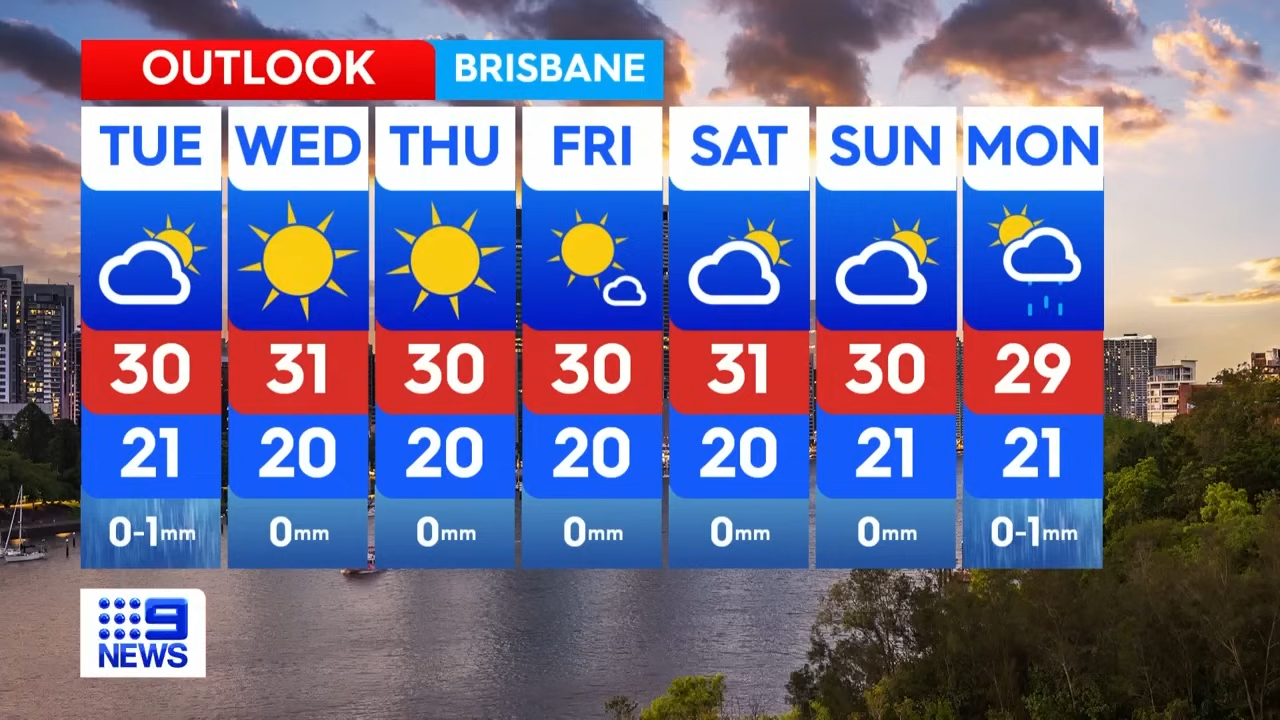 OUTLOOK BRISBANE
TUE WED THU FRI SAT SUN MON
30 31 30 30 31 30 29
21 20 20 20 20 21 21
0-1mm 0mm 0mm 0mm 0mm 0mm 0-1mm
9
NEWS